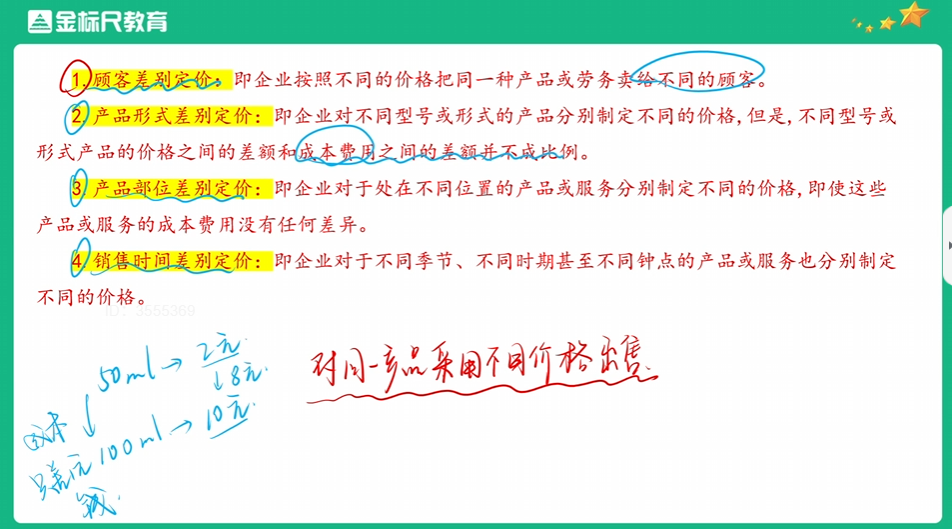 金标尺教育
1. 顾客差别定价：即企业按照不同的价格把同一种产品或劳务卖给不同的顾客。
2. 产品形式差别定价：即企业对不同型号或形式的产品分别制定不同的价格,但是,不同型号或
形式产品的价格之间的差额和成本费用之间的差额并不成比例。
3. 产品部位差别定价：即企业对于处在不同位置的产品或服务分别制定不同的价格,即使这些
产品或服务的成本费用没有任何差异。
4. 销售时间差别定价：即企业对于不同季节、不同时期甚至不同钟点的产品或服务也分别制定
不同的价格。
ID: 3555369
对同一产品采用不同价格出售.
50ml→2元.
↓8元.
成本
↓
100ml→10元.
只差